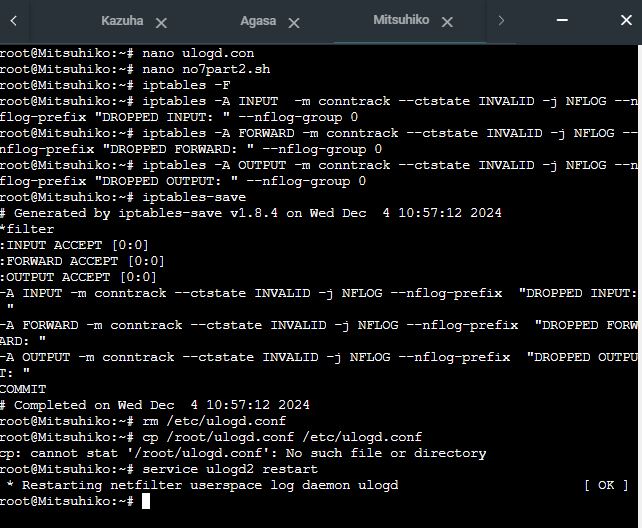 Kazuha Agasa Mitsuhiko
root@Mitsuhiko:~# nano ulogd.con
root@Mitsuhiko:~# nano no7part2.sh
root@Mitsuhiko:~# iptables -F
root@Mitsuhiko:~# iptables -A INPUT  -m conntrack --ctstate INVALID -j NFLOG --n
flog-prefix "DROPPED INPUT: " --nflog-group 0
root@Mitsuhiko:~# iptables -A FORWARD -m conntrack --ctstate INVALID -j NFLOG --
nflog-prefix "DROPPED FORWARD: " --nflog-group 0
root@Mitsuhiko:~# iptables -A OUTPUT -m conntrack --ctstate INVALID -j NFLOG --n
flog-prefix "DROPPED OUTPUT: " --nflog-group 0
root@Mitsuhiko:~# iptables-save
# Generated by iptables-save v1.8.4 on Wed Dec  4 10:57:12 2024
*filter
:INPUT ACCEPT [0:0]
:FORWARD ACCEPT [0:0]
:OUTPUT ACCEPT [0:0]
-A INPUT -m conntrack --ctstate INVALID -j NFLOG --nflog-prefix  "DROPPED INPUT:
 "
-A FORWARD -m conntrack --ctstate INVALID -j NFLOG --nflog-prefix  "DROPPED FORW
ARD: "
-A OUTPUT -m conntrack --ctstate INVALID -j NFLOG --nflog-prefix  "DROPPED OUTPU
T: "
COMMIT
# Completed on Wed Dec  4 10:57:12 2024
root@Mitsuhiko:~# rm /etc/ulogd.conf
root@Mitsuhiko:~# cp /root/ulogd.conf /etc/ulogd.conf
cp: cannot stat '/root/ulogd.conf': No such file or directory
root@Mitsuhiko:~# service ulogd2 restart
 * Restarting netfilter userspace log daemon ulogd                        [ OK ]
root@Mitsuhiko:~#